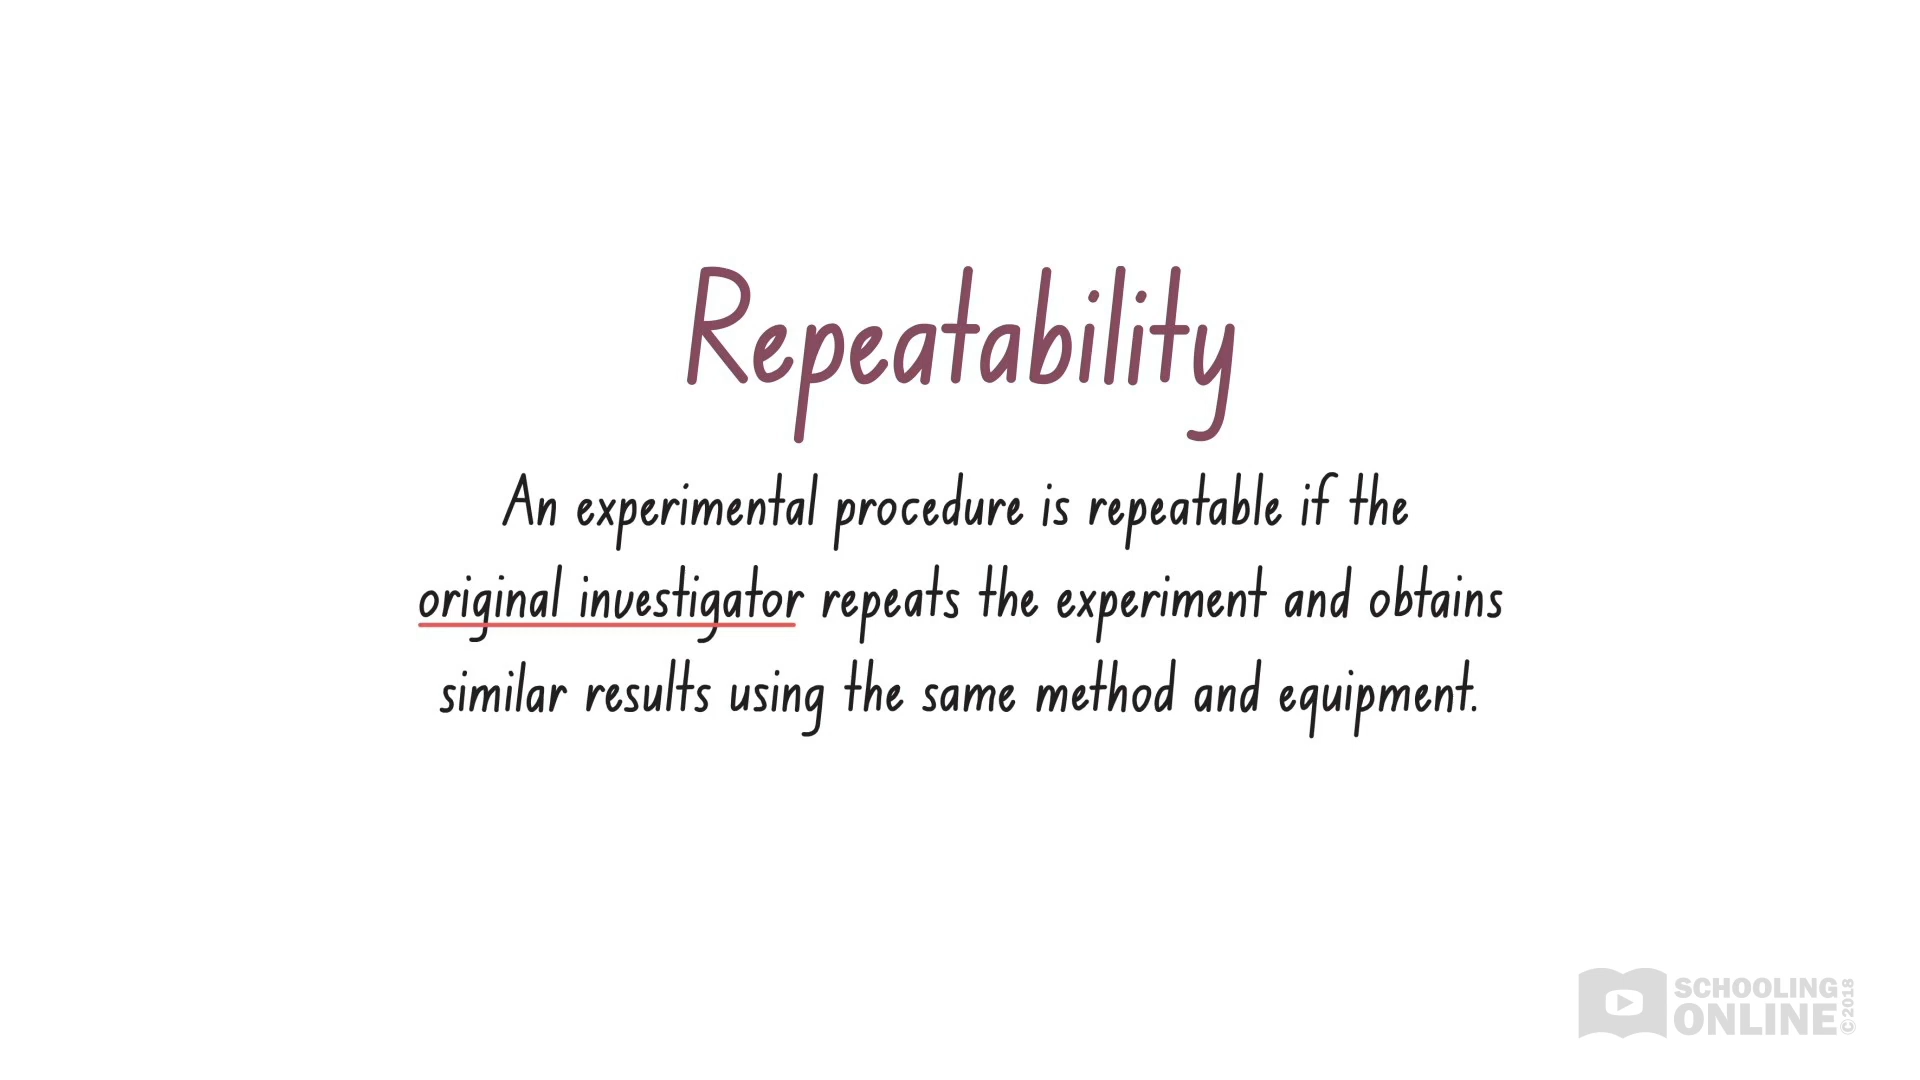 Repeatability
An experimental procedure is repeatable if the
original investigator repeats the experiment and obtains
similar results using the same method and equipment.
SCHOOLING
ONLINE
©2018